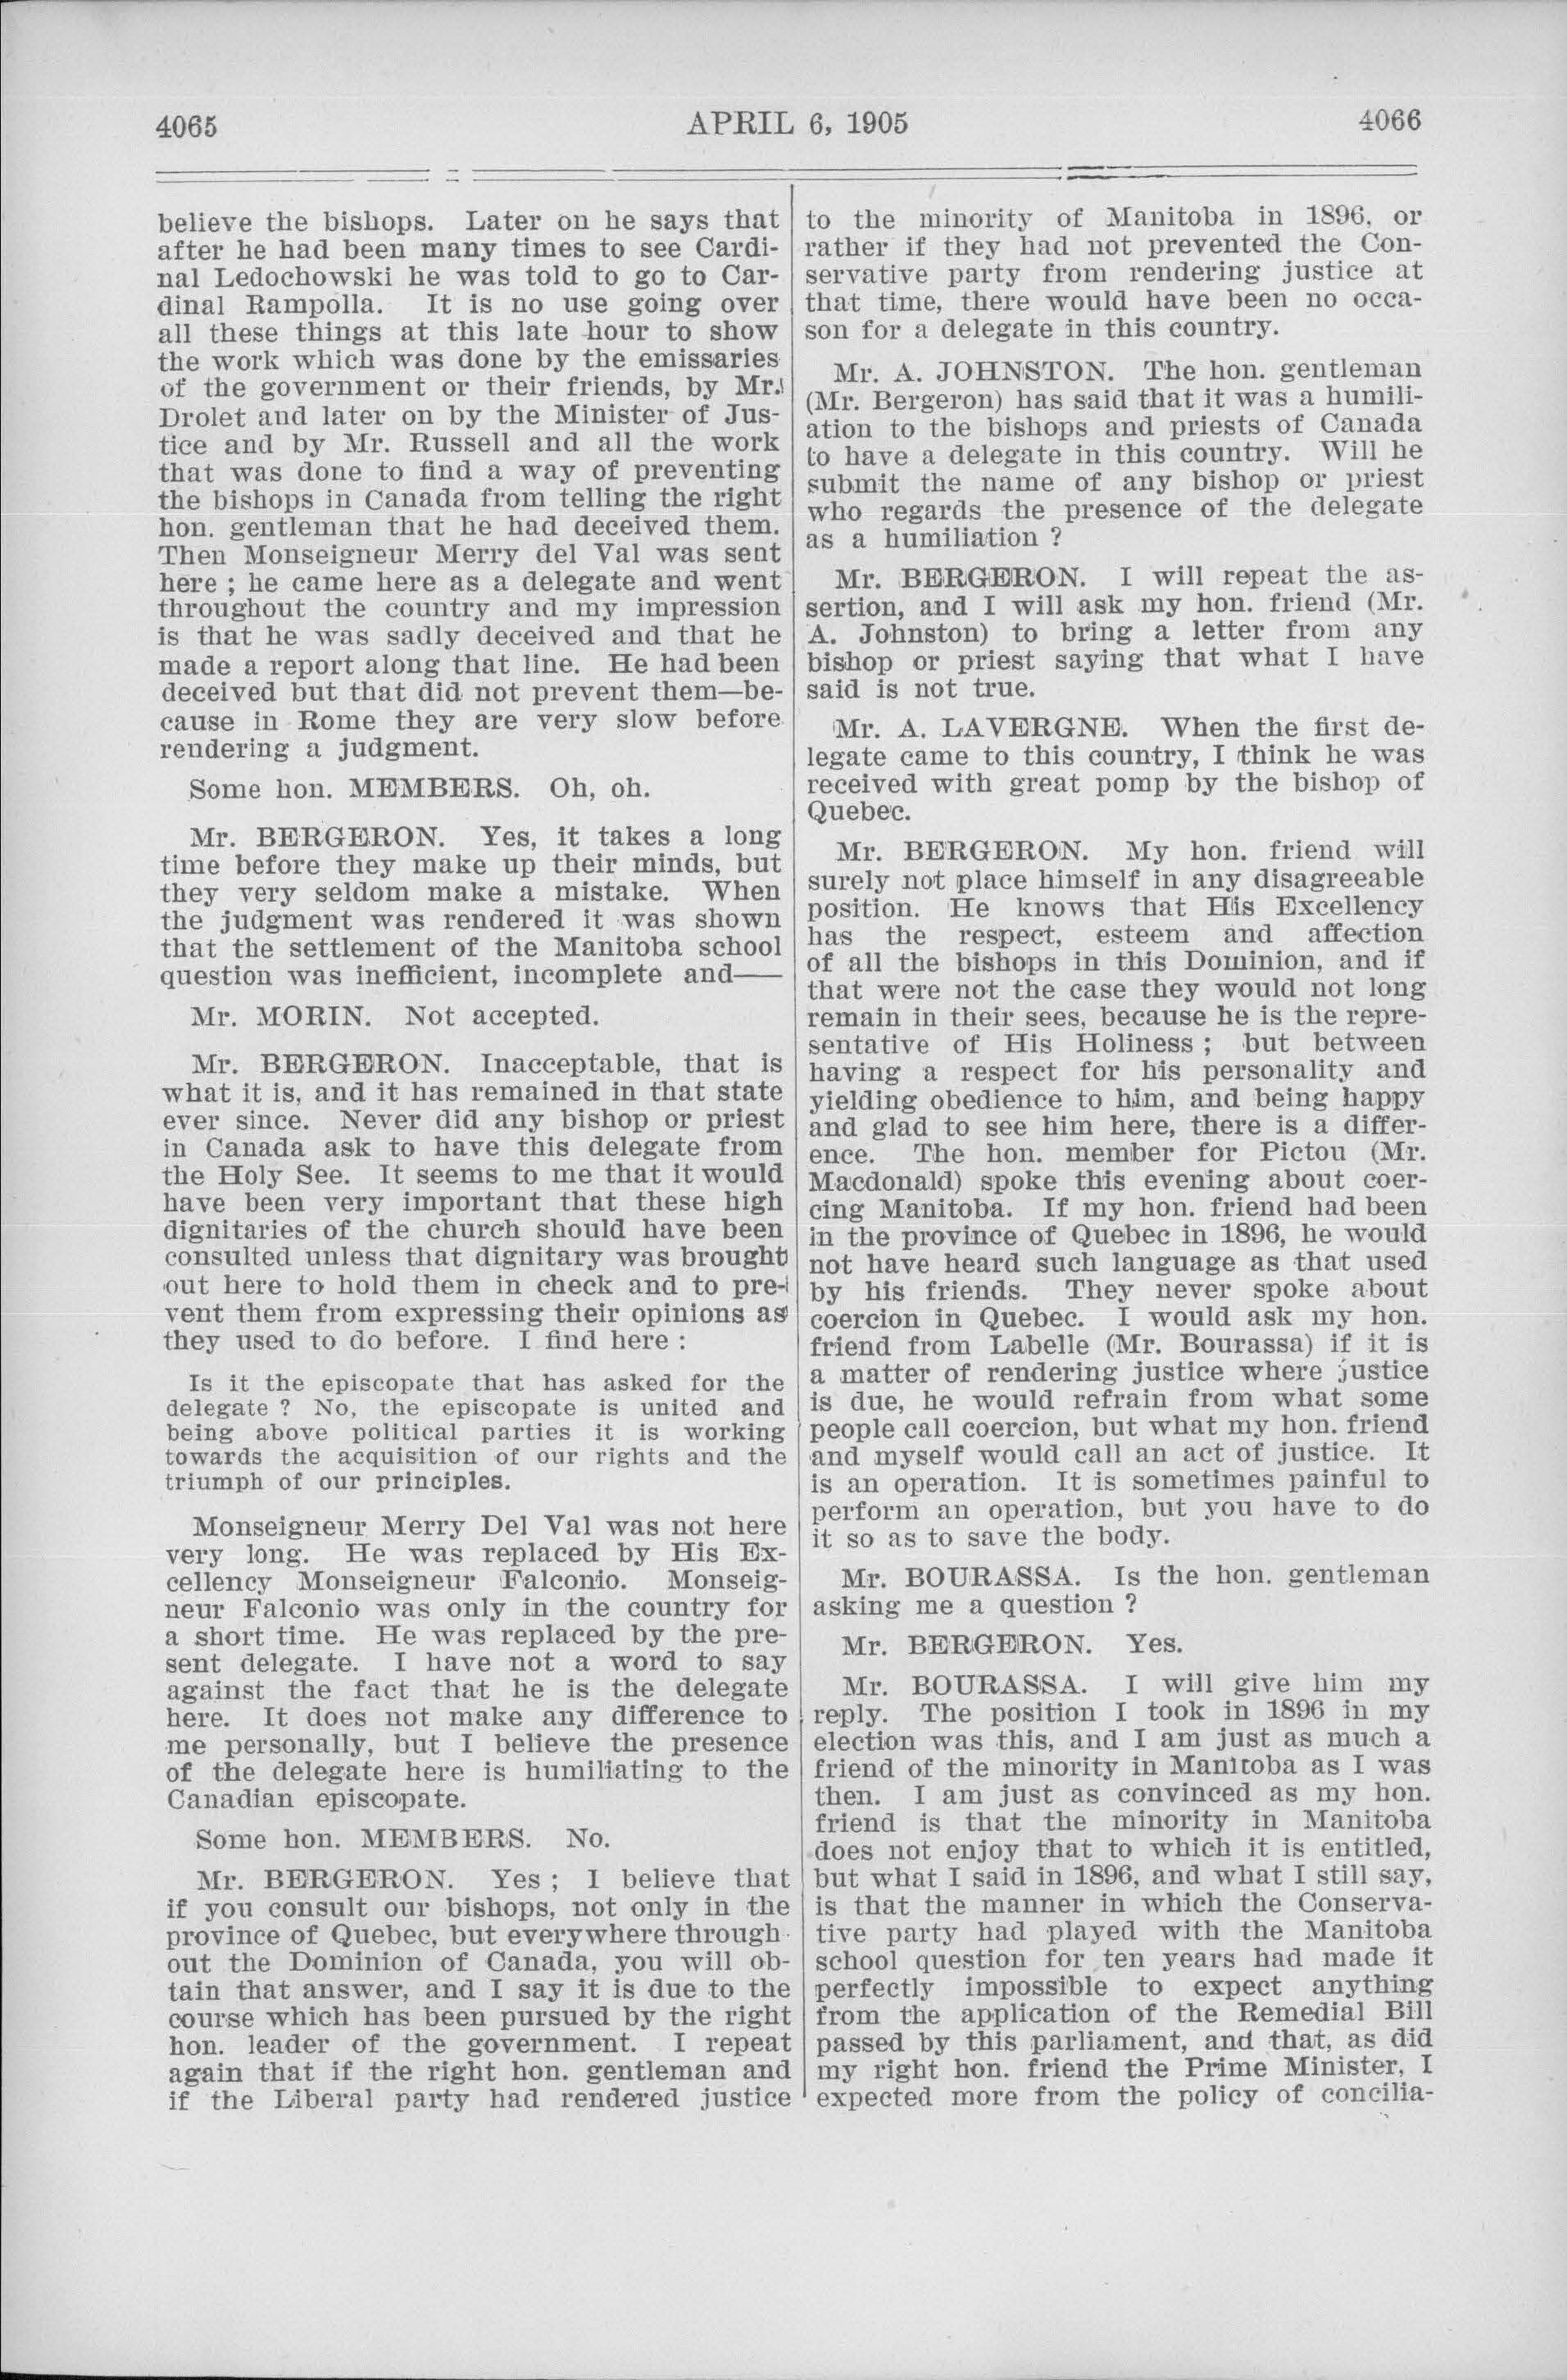 4065
APRIL 6, 1905
4066
believe the bishops. Later on he says that
after he had been many times to see Cardi-
nal Ledochowski he was told to go to Car-
dinal Rampolla. It is no use going over
all these things at this late hour to show
the work which was done by the emissaries
of the government or their friends, by Mr.
Drolet and later on by the Minister of Jus-
tice and by Mr. Russell and all the work
that was done to find a way of preventing
the bishops in Canada from telling the right
hon. gentleman that he had deceived them.
Then Monseigneur Merry del Val was sent
here ; he came here as a delegate and went
throughout the country and my impression
is that he was sadly deceived and that he
made a report along that line. He had been
deceived but that did not prevent them—be-
cause in Rome they are very slow before
rendering a judgment.
Some hon. MEMBERS. Oh, oh.
Mr. BERGERON. Yes, it takes a long
time before they make up their minds, but
they very seldom make a mistake. When
the judgment was rendered it was shown
that the settlement of the Manitoba school
question was inefficient, incomplete and——
Mr. MORIN. Not accepted.
Mr. BERGERON. Inacceptable, that is
what it is, and it has remained in that state
ever since. Never did any bishop or priest
in Canada ask to have this delegate from
the Holy See. It seems to me that it would
have been very important that these high
dignitaries of the church should have been
consulted unless that dignitary was brought
out here to hold them in check and to pre-
vent them from expressing their opinions as
they used to do before. I find here :
Is it the episcopate that has asked for the
delegate ? No, the episcopate is united and
being above political parties it is working
towards the acquisition of our rights and the
triumph of our principles.
Monseigneur Merry Del Val was not here
very long. He was replaced by His Ex-
cellency Monseigneur Falconio. Monseig-
neur Falconio was only in the country for
a short time. He was replaced by the pre-
sent delegate. I have not a word to say
against the fact that he is the delegate
here. It does not make any difference to
me personally, but I believe the presence
of the delegate here is humiliating to the
Canadian episcopate.
Some hon. MEMBERS. No.
Mr. BERGERON. Yes ; I believe that
if you consult our bishops, not only in the
province of Quebec, but everywhere through-
out the Dominion of Canada, you will ob-
tain that answer, and I say it is due to the
course which has been pursued by the right
hon. leader of the government. I repeat
again that if the right hon. gentleman and
if the Liberal party had rendered justice
to the minority of Manitoba in 1896, or
rather if they had not prevented the Con-
servative party from rendering justice at
that time, there would have been no occa-
son for a delegate in this country.
Mr. A. JOHNSTON. The hon. gentleman
(Mr. Bergeron) has said that it was a humili-
ation to the bishops and priests of Canada
to have a delegate in this country. Will he
submit the name of any bishop or priest
who regards the presence of the delegate
as a humiliation ?
Mr. BERGERON. I will repeat the as-
sertion, and I will ask my hon. friend (Mr.
A. Johnston) to bring a letter from any
bishop or priest saying that what I have
said is not true.
Mr. A. LAVERGNE. When the first de-
legate came to this country, I think he was
received with great pomp by the bishop of
Quebec.
Mr. BERGERON. My hon. friend will
surely not place himself in any disagreeable
position. He knows that His Excellency
has the respect, esteem and affection
of all the bishops in this Dominion, and if
that were not the case they would not long
remain in their sees, because he is the repre-
sentative of His Holiness ; but between
having a respect for his personality and
yielding obedience to him, and being happy
and glad to see him here, there is a differ-
ence. The hon. member for Pictou (Mr.
Macdonald) spoke this evening about coer-
cing Manitoba. If my hon. friend had been
in the province of Quebec in 1896, he would
not have heard such language as that used
by his friends. They never spoke about
coercion in Quebec. I would ask my hon.
friend from Labelle (Mr. Bourassa) if it is
a matter of rendering justice where justice
is due, he would refrain from what some
people call coercion, but what my hon. friend
and myself would call an act of justice. It
is an operation. It is sometimes painful to
perform an operation, but you have to do
it so as to save the body.
Mr. BOURASSA. Is the hon. gentleman
asking me a question ?
Mr. BERGERON. Yes.
Mr. BOURASSA. I will give him my
reply. The position I took in 1896 in my
election was this, and I am just as much a
friend of the minority in Manitoba as I was
then. I am just as convinced as my hon.
friend is that the minority in Manitoba
does not enjoy that to which it is entitled,
but what I said in 1896, and what I still say,
is that the manner in which the Conserva-
tive party had played with the Manitoba
school question for ten years had made it
perfectly impossible to expect anything
from the application of the Remedial Bill
passed by this parliament, and that, as did
my right hon. friend the Prime Minister, I
expected more from the policy of concilia-